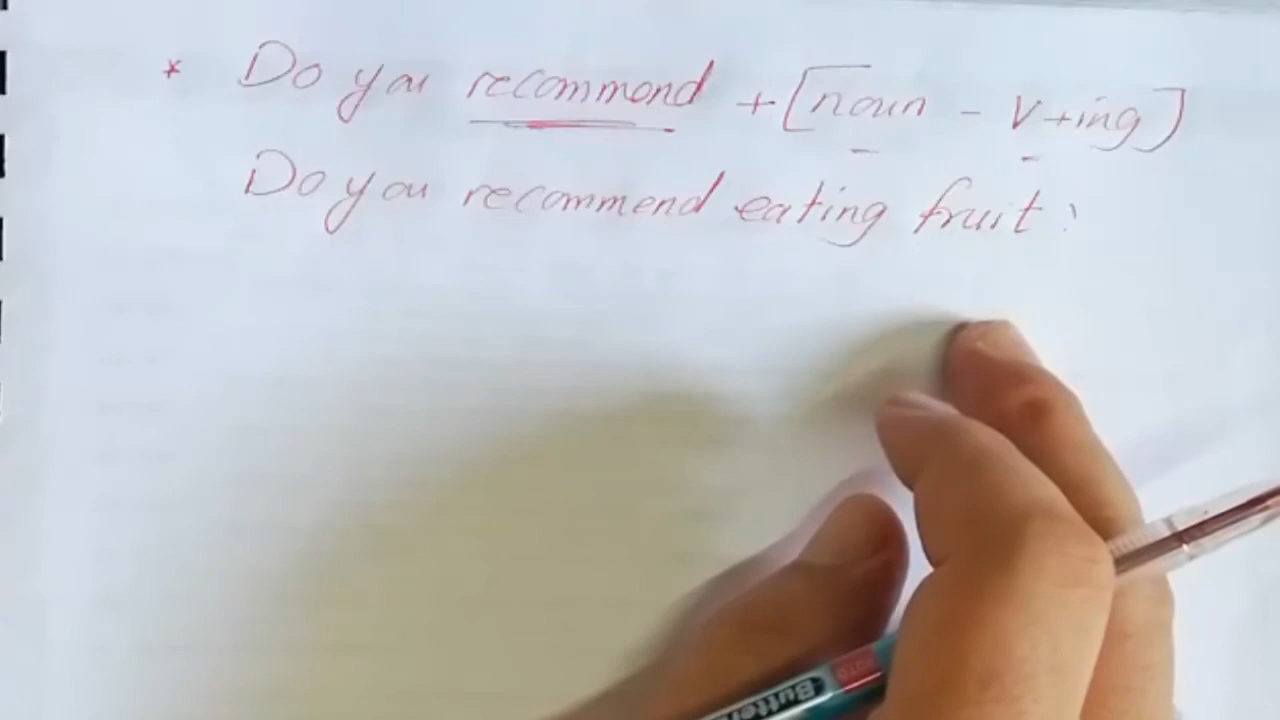 * Do you recommend + [noun - V+ing]
Do you recommend eating fruit?